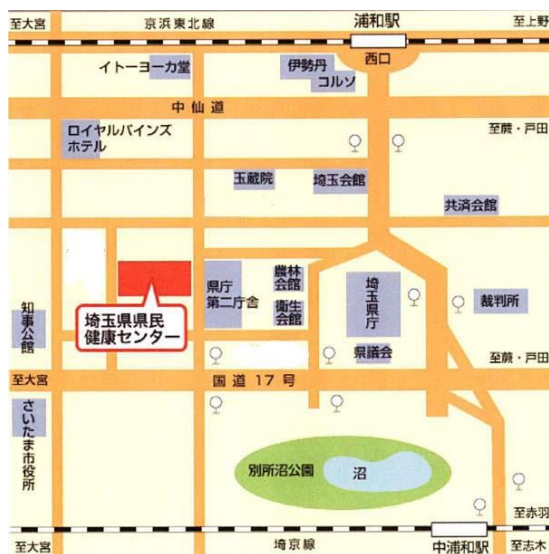 至大宮
京浜東北線
浦和駅
至上野
西口
イトーヨーカ堂
伊勢丹
コルソ
中仙道
ロイヤルパインズ
ホテル
至蕨・戸田
玉蔵院
埼玉会館
共済会館
県庁
第二庁舎
農林
会館
衛生
会館
埼玉県庁
裁判所
知事公館
埼玉県県民
健康センター
県議会
至蕨・戸田
至大宮
国道17号
さいたま市役所
別所沼公園
沼
至赤羽
至大宮
埼京線
中浦和駅
至志木